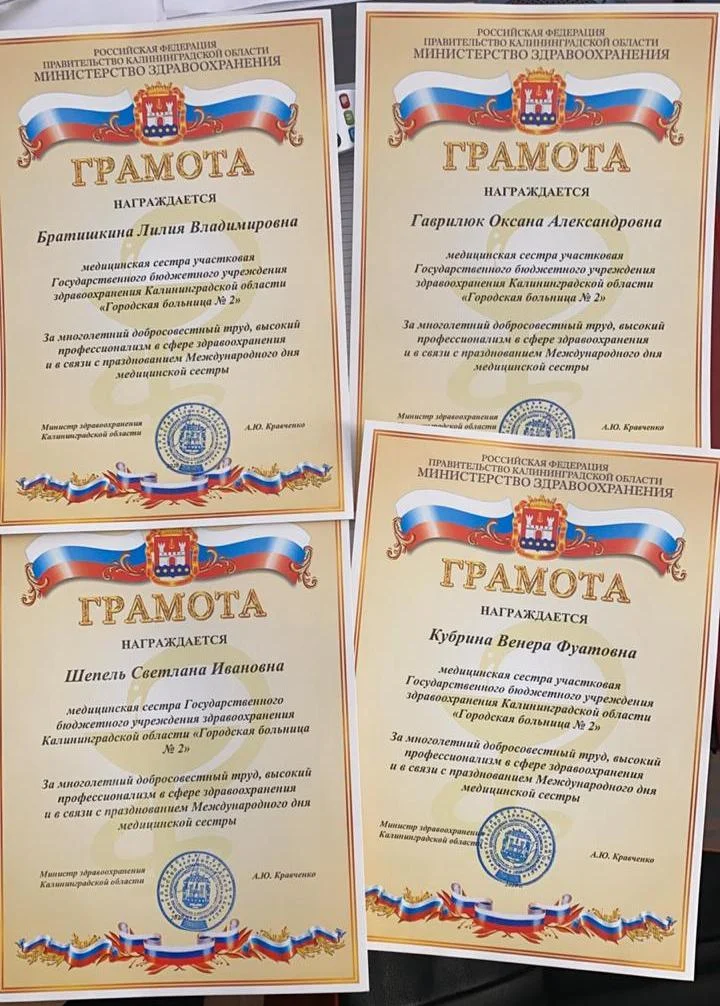 РОССИЙСКАЯ ФЕДЕРАЦИЯ
ПРАВИТЕЛЬСТВО КАЛИНИНГРАДСКОЙ ОБЛАСТИ
МИНИСТЕРСТВО ЗДРАВООХРАНЕНИЯ
ГРАМОТА
НАГРАЖДАЕТСЯ
Братишкина Лилия Владимировна
медицинская сестра участковая
Государственного бюджетного учреждения
здравоохранения Калининградской области
«Городская больница № 2»
За многолетний добросовестный труд, высокий
профессионализм в сфере здравоохранения
и в связи с празднованием Международного дня
медицинской сестры
Министр здравоохранения
Калининградской области
А.Ю. Кравченко
РОССИЙСКАЯ ФЕДЕРАЦИЯ
ПРАВИТЕЛЬСТВО КАЛИНИНГРАДСКОЙ ОБЛАСТИ
МИНИСТЕРСТВО ЗДРАВООХРАНЕНИЯ
ГРАМОТА
НАГРАЖДАЕТСЯ
Гаврилюк Оксана Александровна
медицинская сестра участковая
Государственного бюджетного учреждения
здравоохранения Калининградской области
«Городская больница № 2»
За многолетний добросовестный труд, высокий
профессионализм в сфере здравоохранения
и в связи с празднованием Международного дня
медицинской сестры
Министр здравоохранения
области
А.Ю. Кравченко
ГРАМОТА
НАГРАЖДАЕТСЯ
Шепель Светлана Ивановна
медицинская сестра Государственного
бюджетного учреждения здравоохранения
Калининградской области «Городская больница
№ 2»
За многолетний добросовестный труд, высокий
профессионализм в сфере здравоохранения
и в связи с празднованием Международного дня
медицинской сестры
Министр здравоохранения
Калининградской области
А.Ю. Кравченко
РОССИЙСКАЯ ФЕДЕРАЦИЯ
ПРАВИТЕЛЬСТВО КАЛИНИНГРАДСКОЙ ОБЛАСТИ
МИНИСТЕРСТВО ЗДРАВООХРАНЕНИЯ
ГРАМОТА
НАГРАЖДАЕТСЯ
Кубрина Венера Фуатовна
медицинская сестра участковая
Государственного бюджетного учреждения
здравоохранения Калининградской области
«Городская больница № 2»
За многолетний добросовестный труд, высокий
профессионализм в сфере здравоохранения
и в связи с празднованием Международного дня
медицинской сестры
Министр здравоохранения
Калининградской области
А.Ю. Кравченко